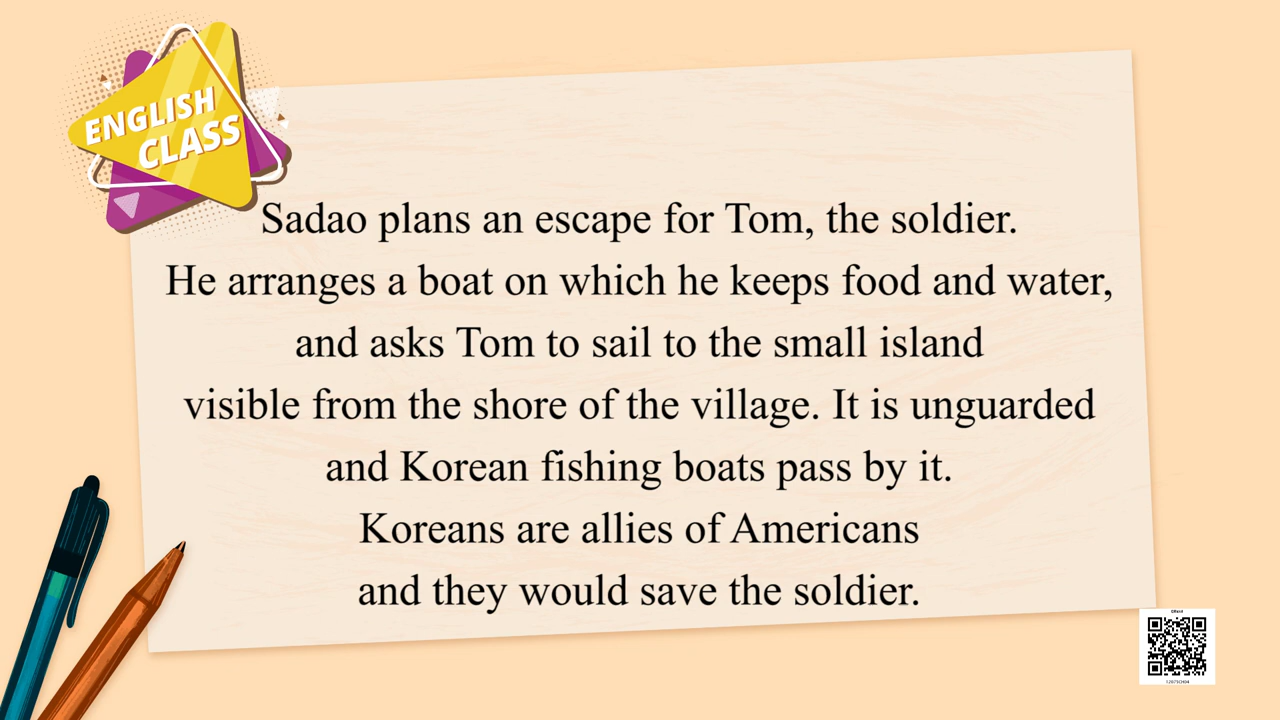 ENGLISH
CLASS
Sadao plans an escape for Tom, the soldier.
He arranges a boat on which he keeps food and water,
and asks Tom to sail to the small island
visible from the shore of the village. It is unguarded
and Korean fishing boats pass by it.
Koreans are allies of Americans
and they would save the soldier.